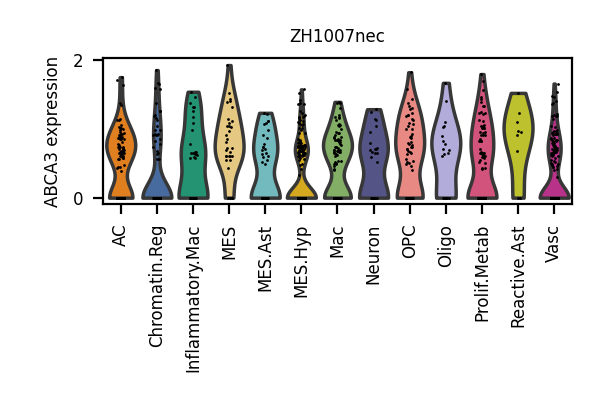 ZH1007nec
ABCA3 expression
2
0
AC
Chromatin.Reg
Inflammatory.Mac
MES
MES.Ast
MES.Hyp
Mac
Neuron
OPC
Oligo
Prolif.Metab
Reactive.Ast
Vasc